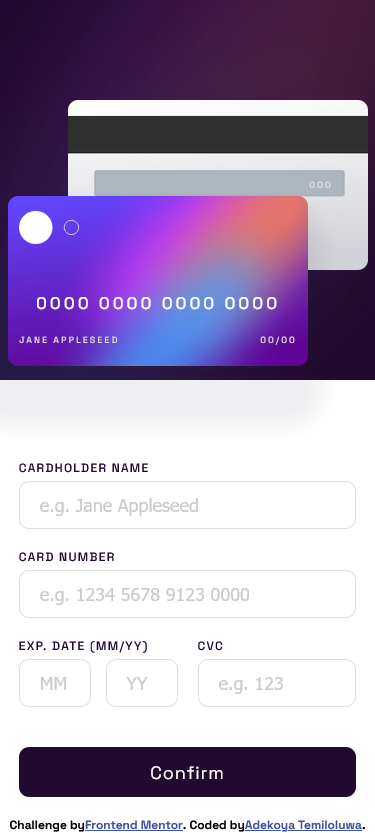 000
0000 0000 0000 0000
JANE APPLESEED 00/00
CARDHOLDER NAME
e.g. Jane Appleseed
CARD NUMBER
e.g. 1234 5678 9123 0000
EXP. DATE (MM/YY) CVC
MM YY e.g. 123
Confirm
Challenge byFrontend Mentor. Coded byAdekoya Temiloluwa.